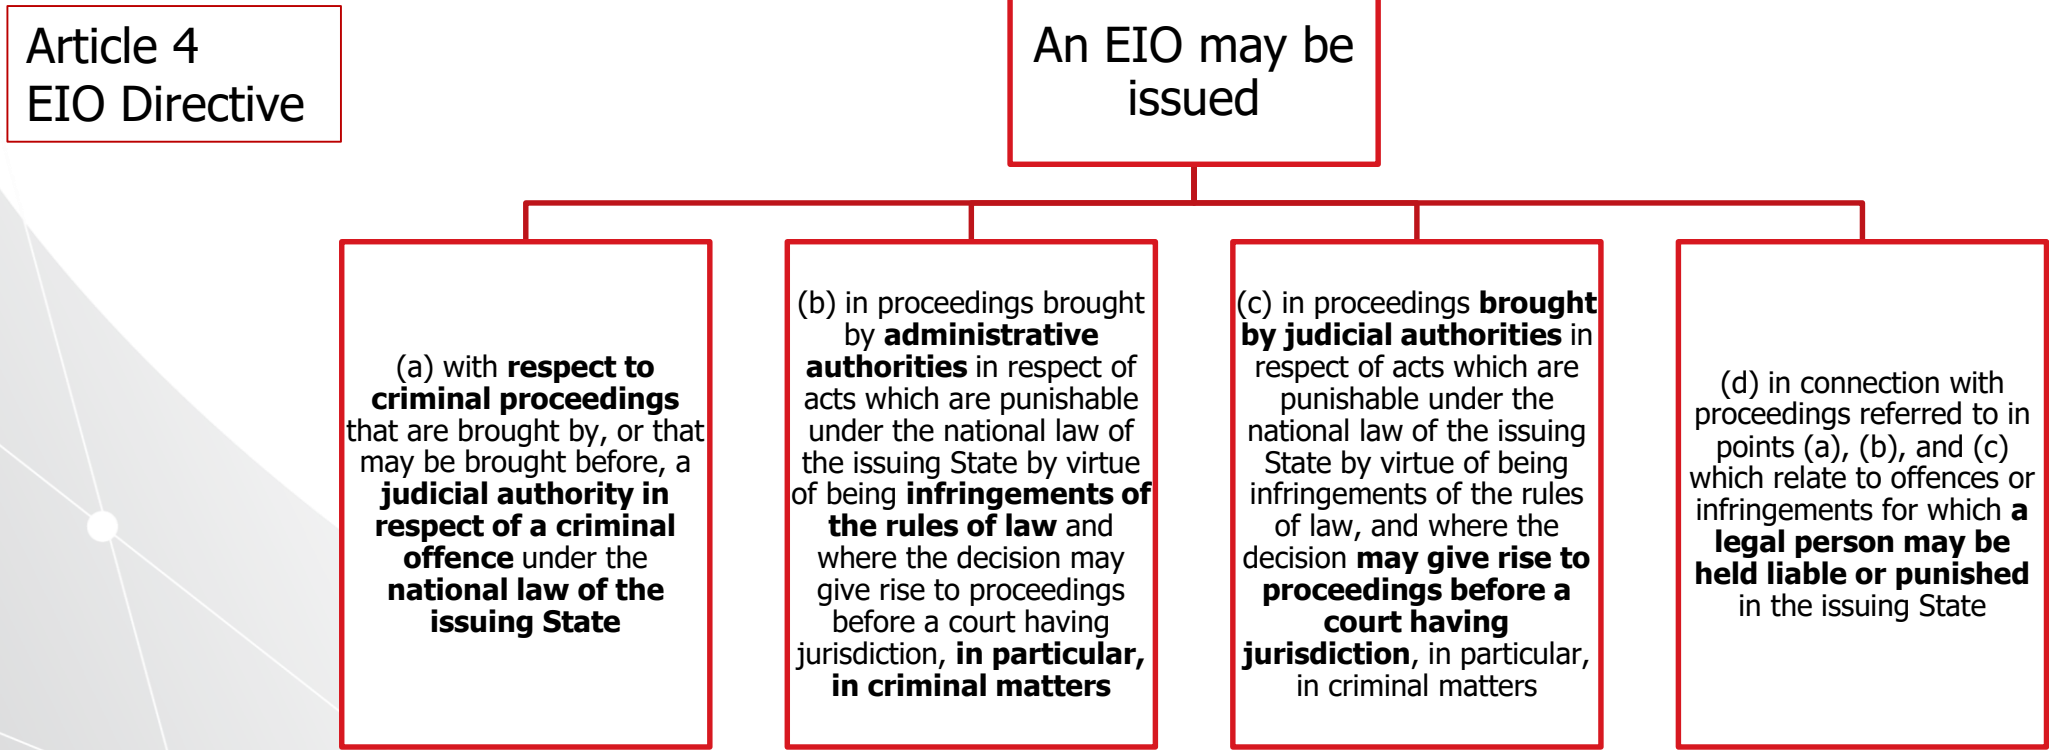 Article 4
EIO Directive
An EIO may be
issued
(a) with respect to
criminal proceedings
that are brought by, or that
may be brought before, a
judicial authority in
respect of a criminal
offence under the
national law of the
issuing State
(b) in proceedings brought
by administrative
authorities in respect of
acts which are punishable
under the national law of
the issuing State by virtue
of being infringements of
the rules of law and
where the decision may
give rise to proceedings
before a court having
jurisdiction, in particular,
in criminal matters
(c) in proceedings brought
by judicial authorities in
respect of acts which are
punishable under the
national law of the issuing
State by virtue of being
infringements of the rules
of law, and where the
decision may give rise to
proceedings before a
court having
jurisdiction, in particular,
in criminal matters
(d) in connection with
proceedings referred to in
points (a), (b), and (c)
which relate to offences or
infringements for which a
legal person may be
held liable or punished
in the issuing State